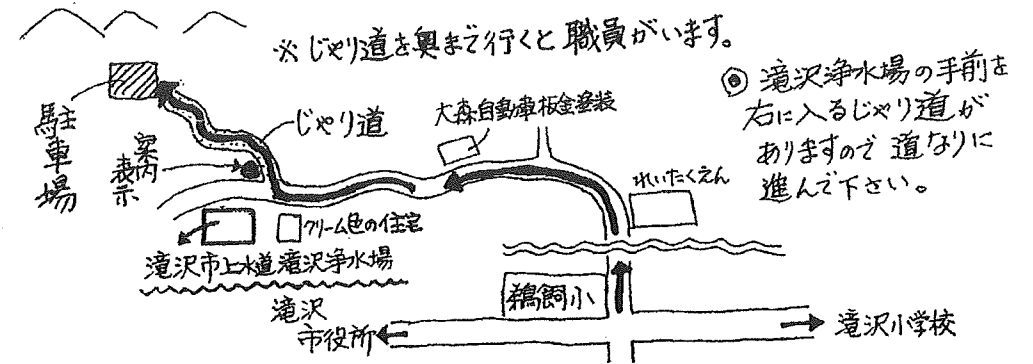 ※じゃり道を奥まで行くと職員がいます。
◎ 滝沢浄水場の手前を
右に入るじゃり道が
ありますので 道なりに
進んで下さい。
駐車場
じゃり道
大森自動車板金塗装
案内
表示
れいたくえん
クリーム色の住宅
滝沢市上水道滝沢浄水場
鵜飼小
滝沢
市役所
滝沢小学校